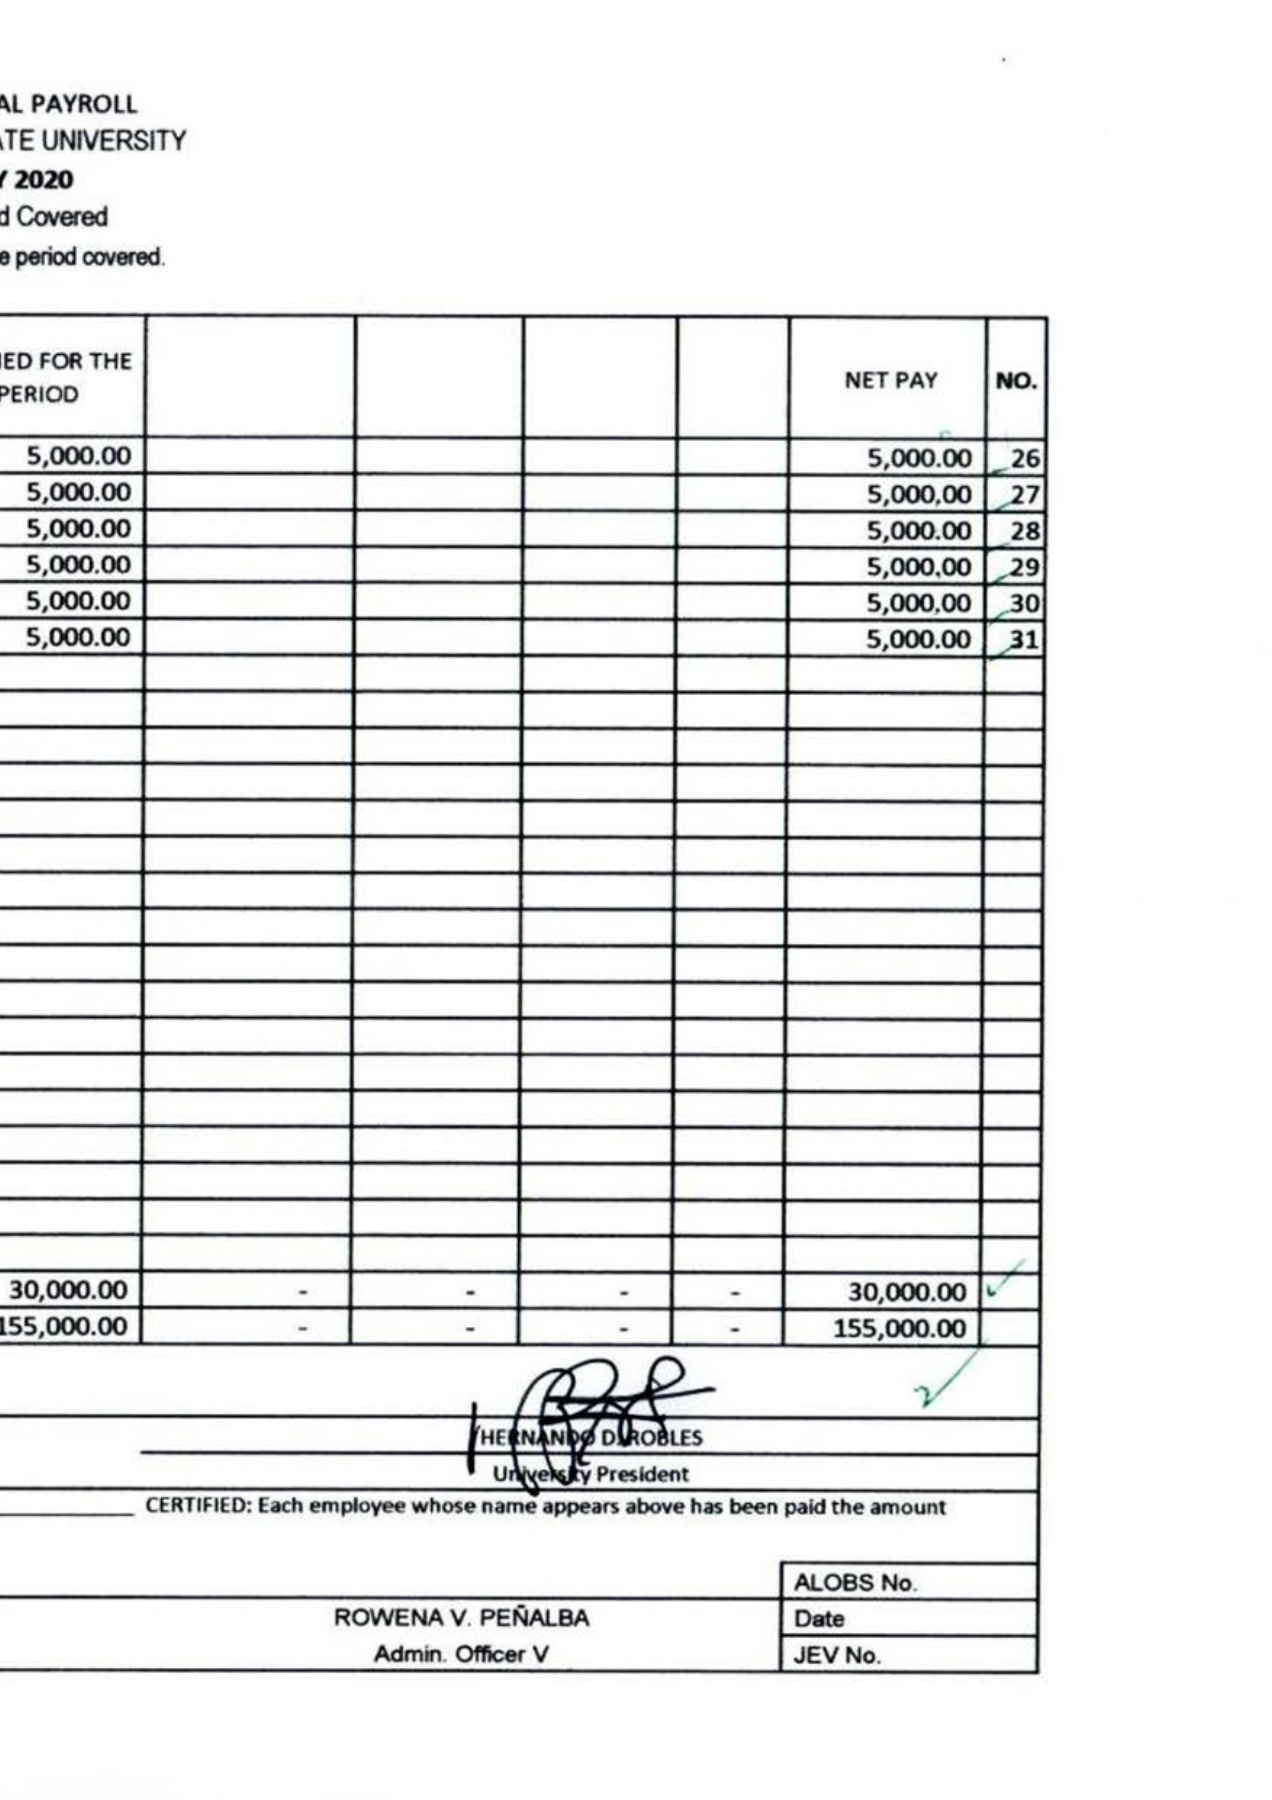 AL PAYROLL
ATE UNIVERSITY
Y 2020
d Covered
e period covered.
IED FOR THE PERIOD NET PAY NO.
5,000.00 5,000.00 26
5,000.00 5,000.00 27
5,000.00 5,000.00 28
5,000.00 5,000.00 29
5,000.00 5,000.00 30
5,000.00 5,000.00 31
30,000.00 - - - - 30,000.00
155,000.00 - - - - 155,000.00
HERNANDO D. ROBLES
University President
CERTIFIED: Each employee whose name appears above has been paid the amount
ALOBS No.
ROWENA V. PEÑALBA Date
Admin. Officer V JEV No.